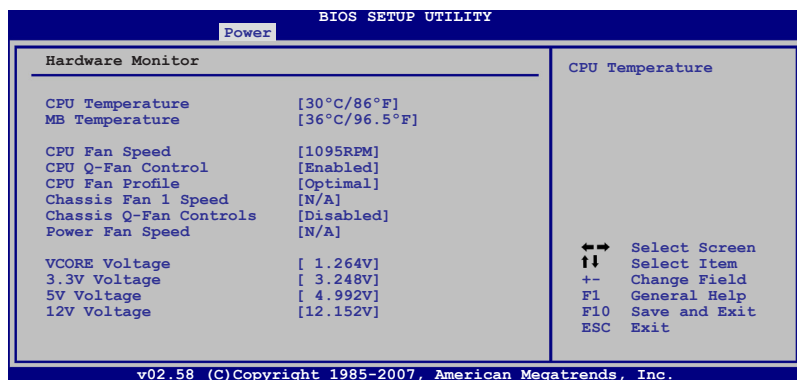 BIOS SETUP UTILITY
Power
Hardware Monitor
CPU Temperature [30°C/86°F]
MB Temperature [36°C/96.5°F]
CPU Fan Speed [1095RPM]
CPU Q-Fan Control [Enabled]
CPU Fan Profile [Optimal]
Chassis Fan 1 Speed [N/A]
Chassis Q-Fan Controls [Disabled]
Power Fan Speed [N/A]
VCORE Voltage [ 1.264V]
3.3V Voltage [ 3.248V]
5V Voltage [ 4.992V]
12V Voltage [12.152V]
CPU Temperature
←→ Select Screen
↑↓ Select Item
+- Change Field
F1 General Help
F10 Save and Exit
ESC Exit
v02.58 (C)Copyright 1985-2007, American Megatrends, Inc.